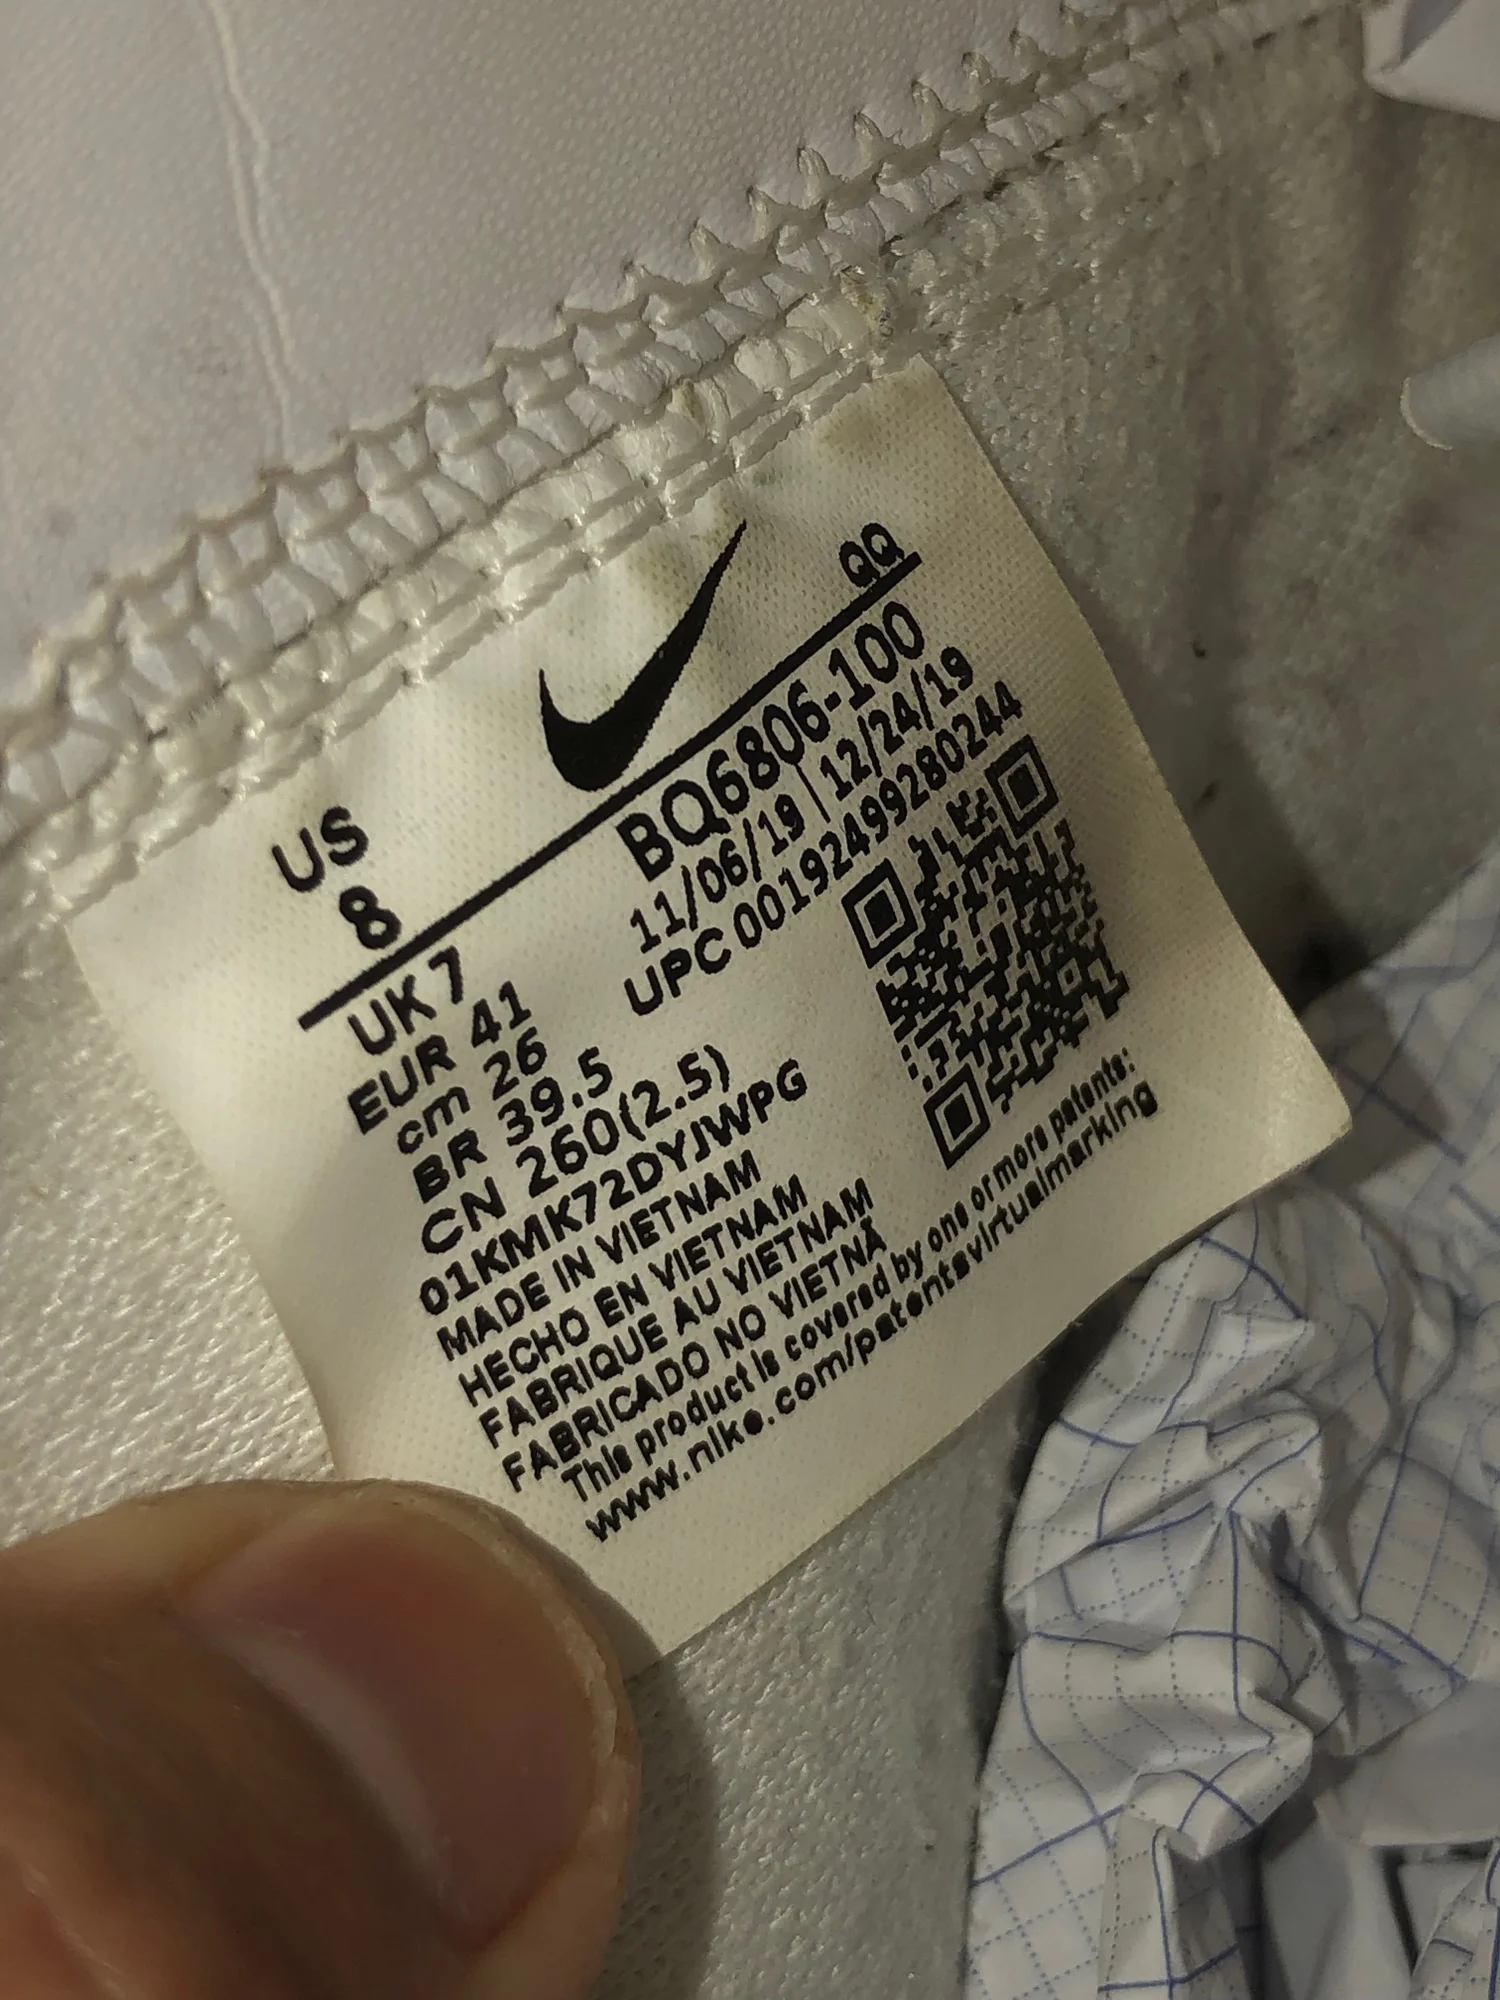 QQ
US
8
BQ6806-100
11/06/19 | 12/24/19
UPC 00192499280244
UK 7
EUR 41
cm 26
BR 39.5
CN 260(2.5)
01KMK72DYJWPG
MADE IN VIETNAM
HECHO EN VIETNAM
FABRIQUE AU VIETNAM
FABRICADO NO VIETNÃ
This product is covered by one or more patents:
www.nike.com/patentsvirtualmarking